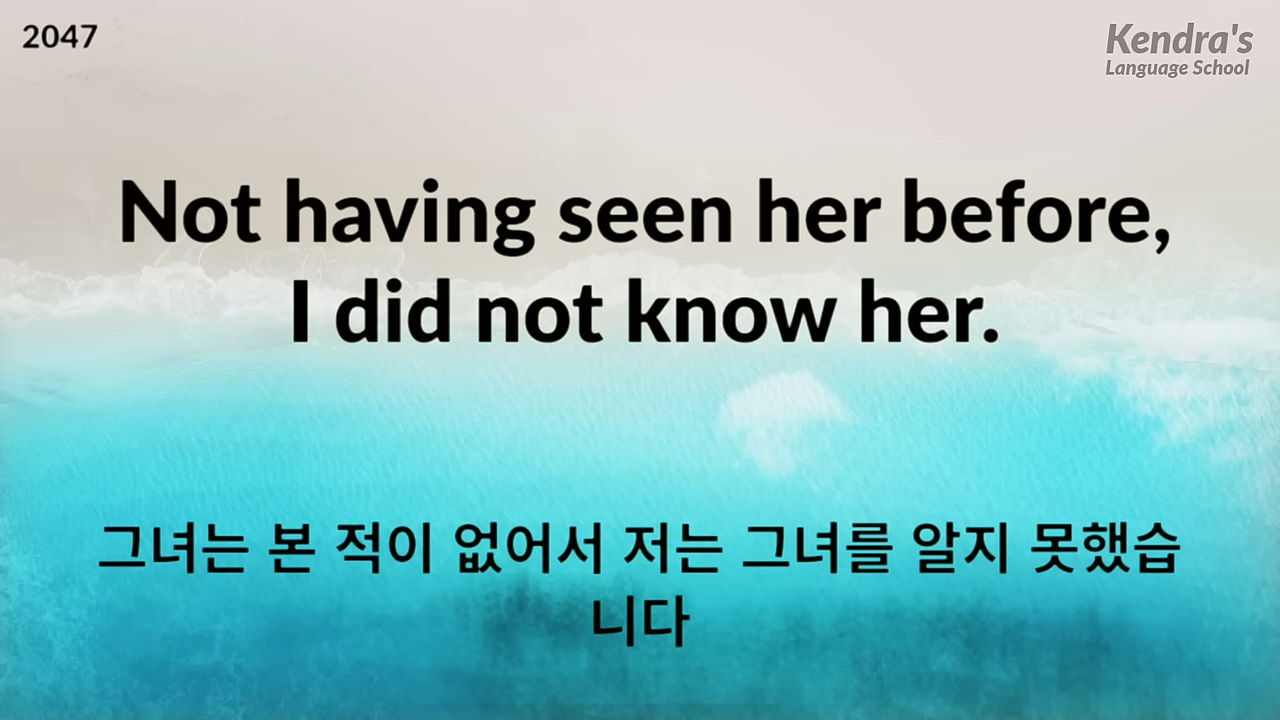 2047
Kendra's
Language School
Not having seen her before,
I did not know her.
그녀는 본 적이 없어서 저는 그녀를 알지 못했습
니다